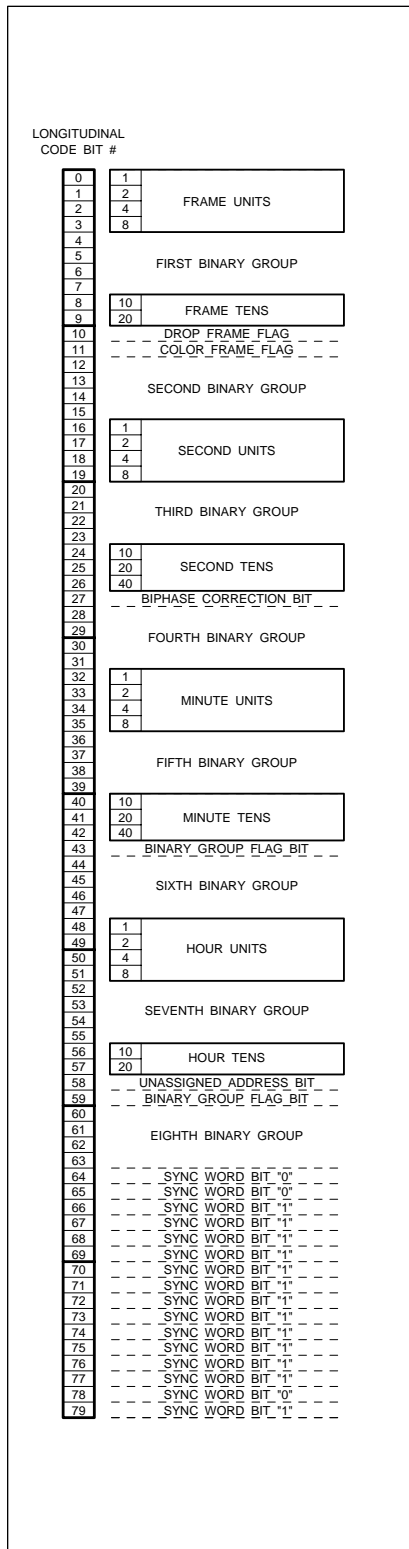 LONGITUDINAL
CODE BIT #
0 1
1 2
FRAME UNITS
2 4
3 8
4
5
FIRST BINARY GROUP
6
7
8 10
FRAME TENS
9 20
10 DROP FRAME FLAG
11 COLOR FRAME FLAG
12
13
SECOND BINARY GROUP
14
15
16 1
17 2
SECOND UNITS
18 4
19 8
20
21
THIRD BINARY GROUP
22
23
24 10
25 20 SECOND TENS
26 40
27 BIPHASE CORRECTION BIT
28
29
FOURTH BINARY GROUP
30
31
32 1
33 2
MINUTE UNITS
34 4
35 8
36
37
FIFTH BINARY GROUP
38
39
40 10
41 20 MINUTE TENS
42 40
43 BINARY GROUP FLAG BIT
44
45
SIXTH BINARY GROUP
46
47
48 1
49 2
HOUR UNITS
50 4
51 8
52
53
SEVENTH BINARY GROUP
54
55
56 10
HOUR TENS
57 20
58 UNASSIGNED ADDRESS BIT
59 BINARY GROUP FLAG BIT
60
61
EIGHTH BINARY GROUP
62
63
64 SYNC WORD BIT "0"
65 SYNC WORD BIT "0"
66 SYNC WORD BIT "1"
67 SYNC WORD BIT "1"
68 SYNC WORD BIT "1"
69 SYNC WORD BIT "1"
70 SYNC WORD BIT "1"
71 SYNC WORD BIT "1"
72 SYNC WORD BIT "1"
73 SYNC WORD BIT "1"
74 SYNC WORD BIT "1"
75 SYNC WORD BIT "1"
76 SYNC WORD BIT "1"
77 SYNC WORD BIT "1"
78 SYNC WORD BIT "0"
79 SYNC WORD BIT "1"